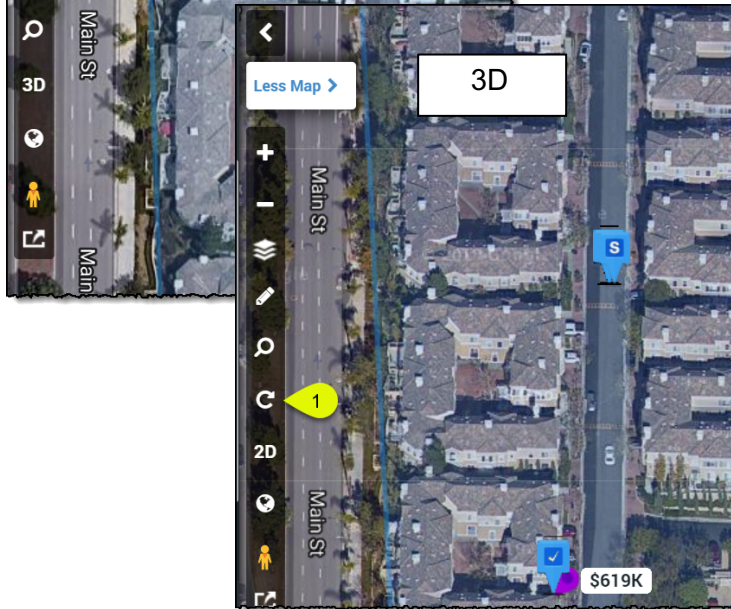 Main St
3D
Main
Less Map
3D
Main St
S
1
2D
Main St
$619K